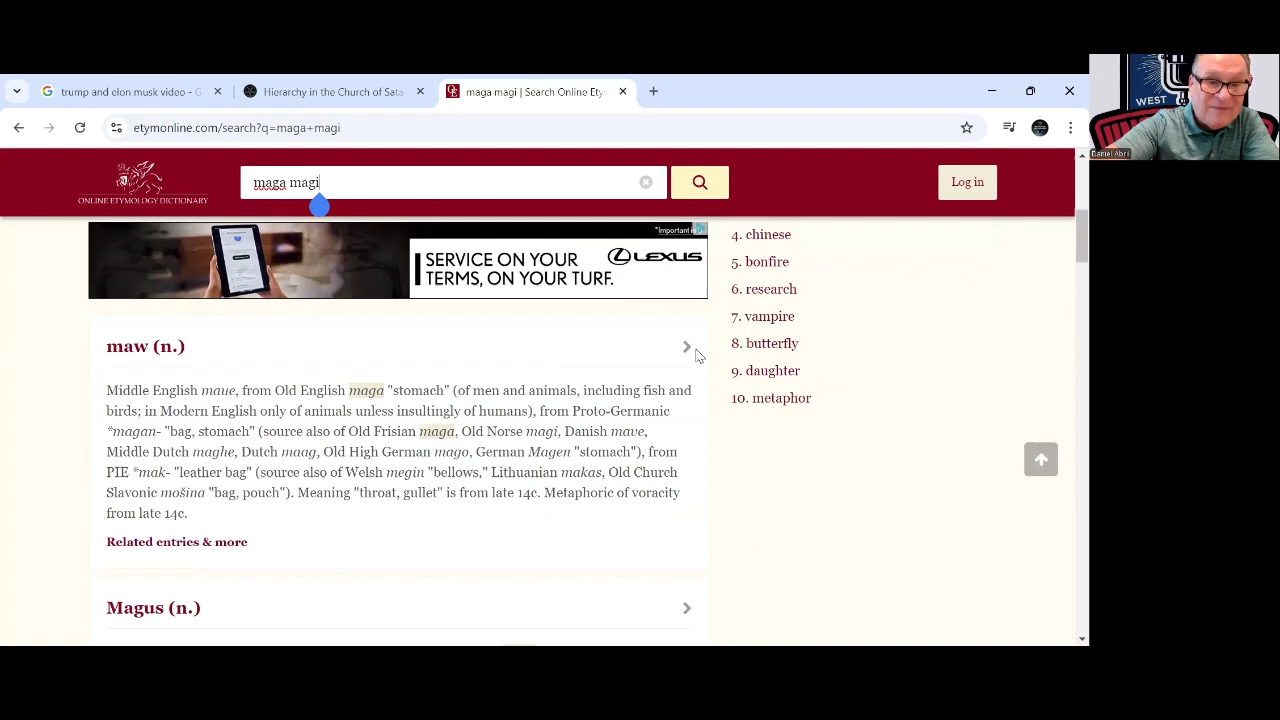 trump and elon musk video - G
Hierarchy in the Church of Sata
maga magi | Search Online Ety
etymonline.com/search?q=maga+magi
ONLINE ETYMOLOGY DICTIONARY
maga magi
Log in
WEST
Daniel Abril
*Important in
SERVICE ON YOUR
TERMS, ON YOUR TURF.
LEXUS
maw (n.)
Middle English mawe, from Old English maga "stomach" (of men and animals, including fish and
birds; in Modern English only of animals unless insultingly of humans), from Proto-Germanic
*magan- "bag, stomach" (source also of Old Frisian maga, Old Norse magi, Danish mave,
Middle Dutch maghe, Dutch maag, Old High German mago, German Magen "stomach"), from
PIE *mak- "leather bag" (source also of Welsh megin "bellows," Lithuanian makas, Old Church
Slavonic mošina "bag, pouch"). Meaning "throat, gullet" is from late 14c. Metaphoric of voracity
from late 14c.
Related entries & more
Magus (n.)
4. chinese
5. bonfire
6. research
7. vampire
8. butterfly
9. daughter
10. metaphor